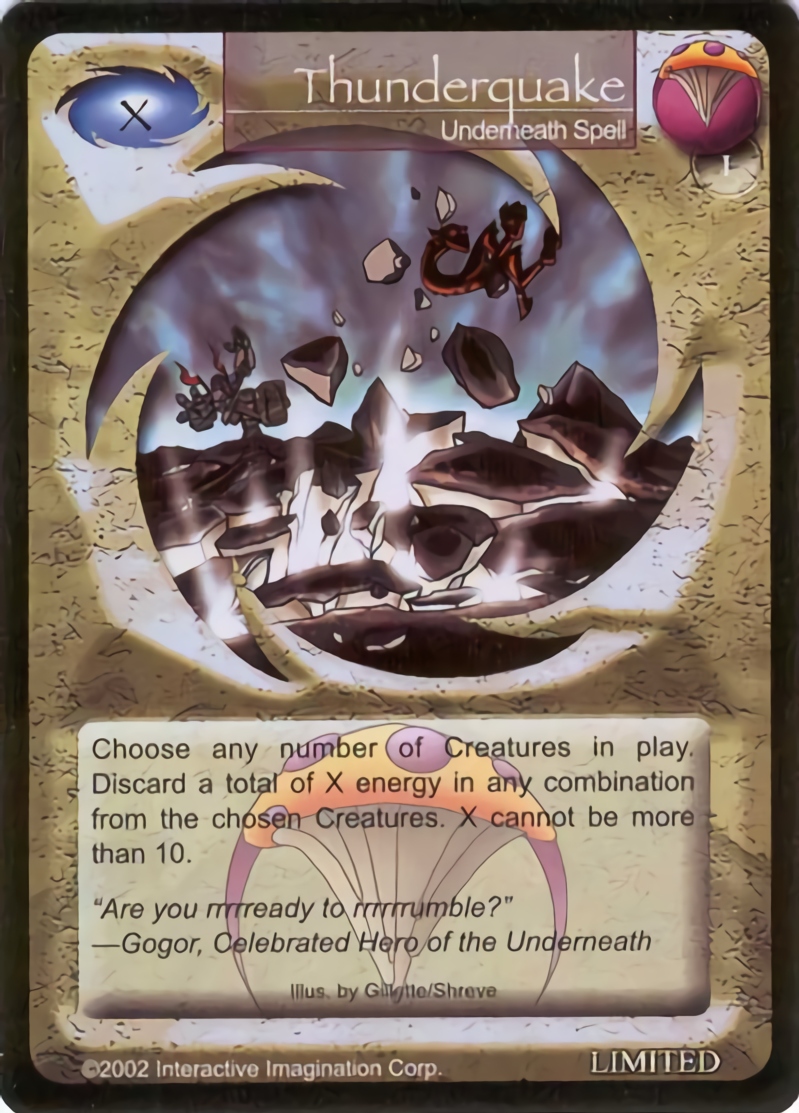 X
Thunderquake
Underneath Spell
1
Choose any number of Creatures in play.
Discard a total of X energy in any combination
from the chosen Creatures. X cannot be more
than 10.
"Are you rrrrready to rrrrrrumble?"
—Gogor, Celebrated Hero of the Underneath
Illus. by Gillette/Shreve
©2002 Interactive Imagination Corp.
LIMITED